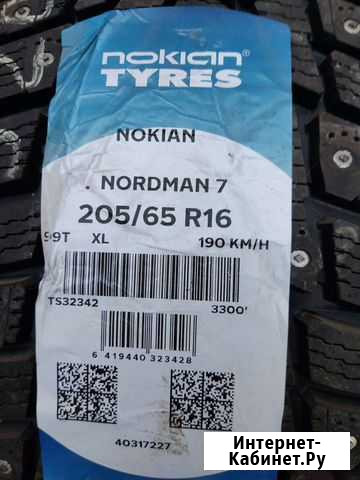 nokian®
TYRES
NOKIAN
. NORDMAN 7
205/65 R16
99T XL 190 KM/H
TS32342 3300'
6 419440 323428
40317227
Интернет-
Кабинет.Ру